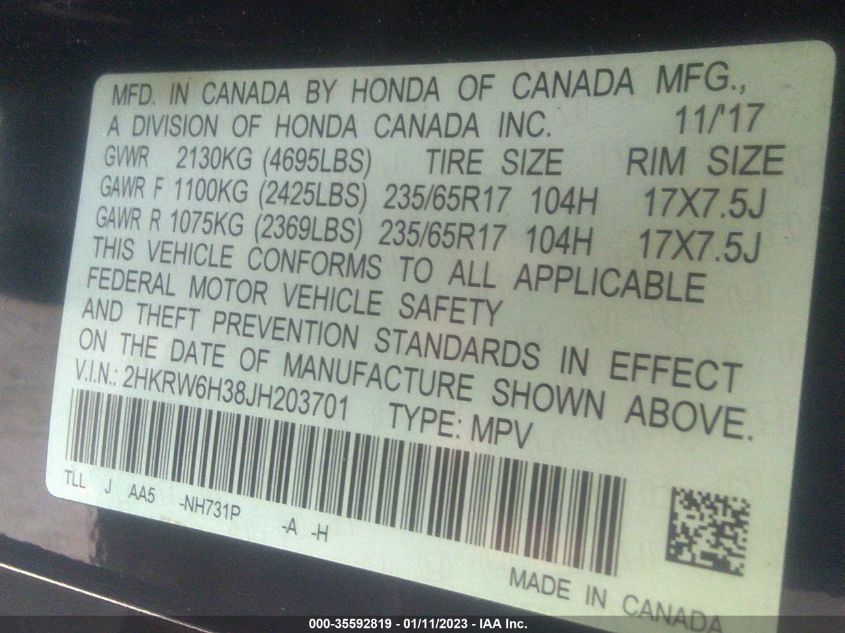 MFD. IN CANADA BY HONDA OF CANADA MFG.,
A DIVISION OF HONDA CANADA INC. 11/'17
GVWR 2130KG (4695LBS) TIRE SIZE RIM SIZE
GAWR F 1100KG (2425LBS) 235/65R17 104H 17X7.5J
GAWR R 1075KG (2369LBS) 235/65R17 104H 17X7.5J
THIS VEHICLE CONFORMS TO ALL APPLICABLE
FEDERAL MOTOR VEHICLE SAFETY
AND THEFT PREVENTION STANDARDS IN EFFECT
ON THE DATE OF MANUFACTURE SHOWN ABOVE.
V.I.N.: 2HKRW6H38JH203701 TYPE: MPV
TLL J AA5 -NH731P -A -H
MADE IN CANADA
000-35592819 - 01/11/2023 - IAA Inc.